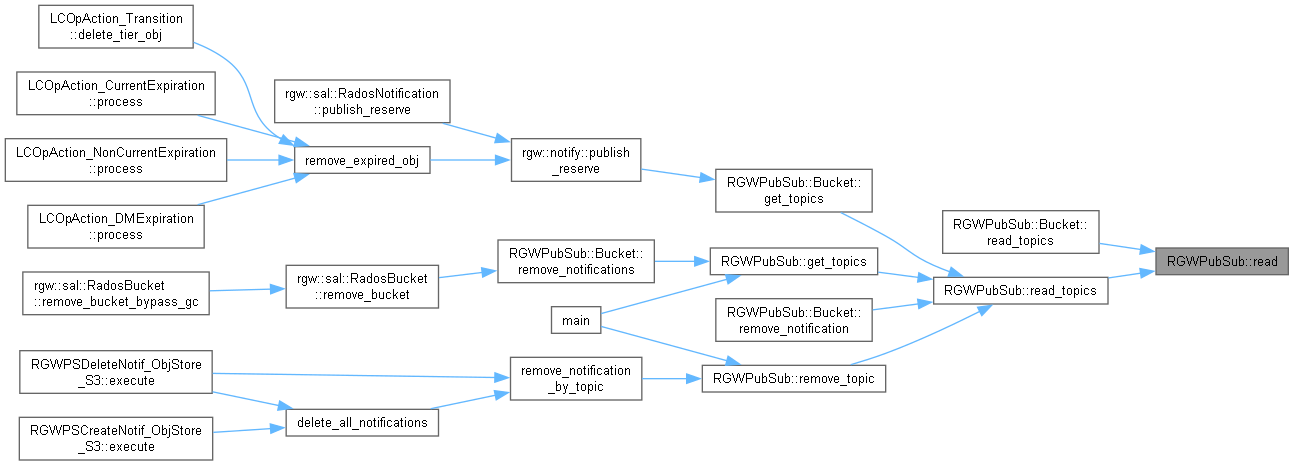 LCOpAction_Transition
::delete_tier_obj
LCOpAction_CurrentExpiration
::process
LCOpAction_NonCurrentExpiration
::process
LCOpAction_DMExpiration
::process
rgw::sal::RadosBucket
::remove_bucket_bypass_gc
RGWPSDeleteNotif_ObjStore
_S3::execute
RGWPSCreateNotif_ObjStore
_S3::execute
rgw::sal::RadosNotification
::publish_reserve
remove_expired_obj
rgw::sal::RadosBucket
::remove_bucket
delete_all_notifications
rgw::notify::publish
_reserve
RGWPubSub::Bucket::
remove_notifications
main
remove_notification
_by_topic
RGWPubSub::Bucket::
get_topics
RGWPubSub::get_topics
RGWPubSub::Bucket::
remove_notification
RGWPubSub::remove_topic
RGWPubSub::Bucket::
read_topics
RGWPubSub::read_topics
RGWPubSub::read